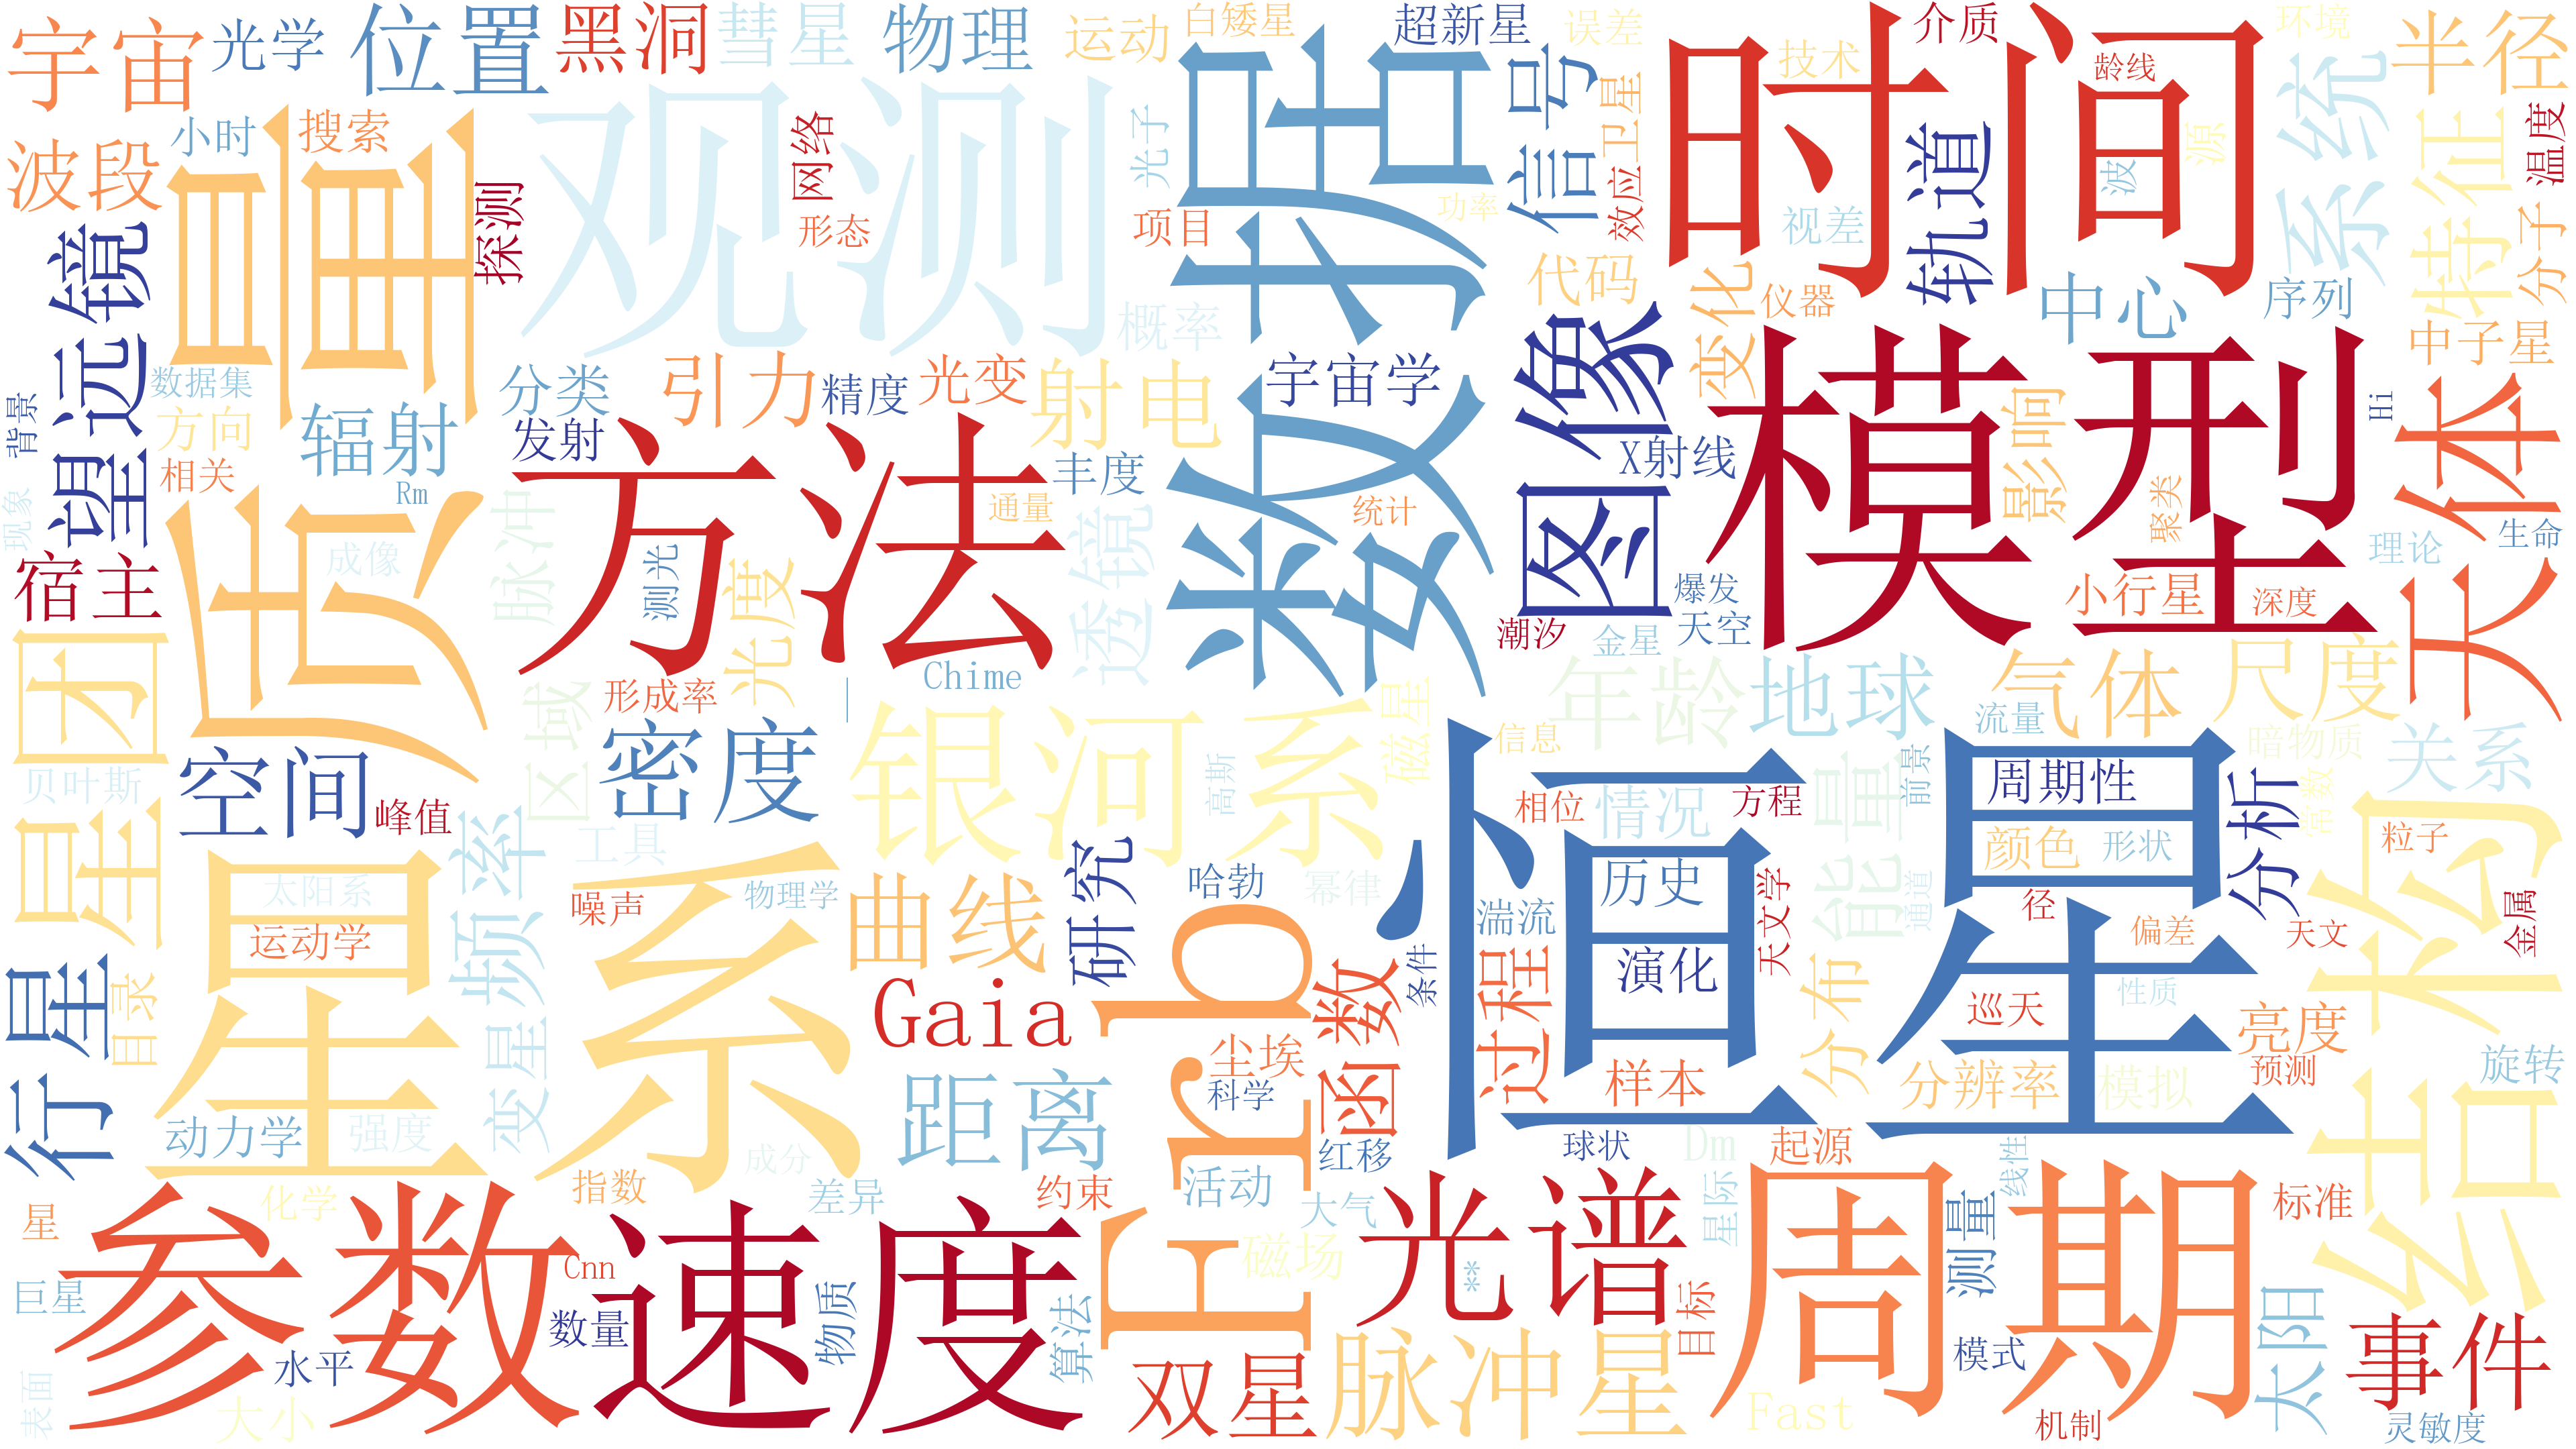 宇宙
光学
位置
黑洞
彗星
物理
运动
白矮星
超新星
误差
介质
环境
半径
波段
小时
搜索
质量
观测
网络
形态
探测
光子
项目
数据
功率
信号
卫星
效应
技术
时间
龄线
轨道
视差
波
源
系统
特征
温度
分子
望远镜
数据集
方向
相关
背景
现象
辐射
Rm
分类
发射
引力
精度
光变
概率
射电
丰度
通量
方法
宇宙学
统计
代码
图像
变化
仪器
中心
序列
中子星
X射线
模型
影响
聚类
Hi
天体
理论
生命
宿主
成像
脉冲
测光
光度
透镜
潮汐
爆发
天空
金星
小行星
深度
星团
贝叶斯
空间
峰值
区域
形成率
密度
Chime
银河系
高斯
磁星
年龄
地球
气体
流量
尺度
暗物质
关系
常数
粒子
信息
相位
情况
方程
能量
前景
周期性
颜色
形状
分析
结构
行星
目录
星系
太阳系
运动学
频率
变星
工具
噪声
物理学
曲线
研究
哈勃
幂律
恒星
历史
演化
湍流
天文学
通道
径
偏差
天文
金属
Gaia
距离
Frb
尘埃
科学
函数
条件
过程
样本
分布
巡天
性质
分辨率
模拟
亮度
预测
旋转
动力学
强度
化学
指数
成分
差异
约束
活动
红移
大气
磁场
球状
Dm
起源
星际
线性
标准
星
巨星
表面
参数
水平
大小
Cnn
数量
速度
物质
算法
双星
光谱
**
脉冲星
目标
周期
测量
模式
Fast
机制
太阳
事件
灵敏度
|